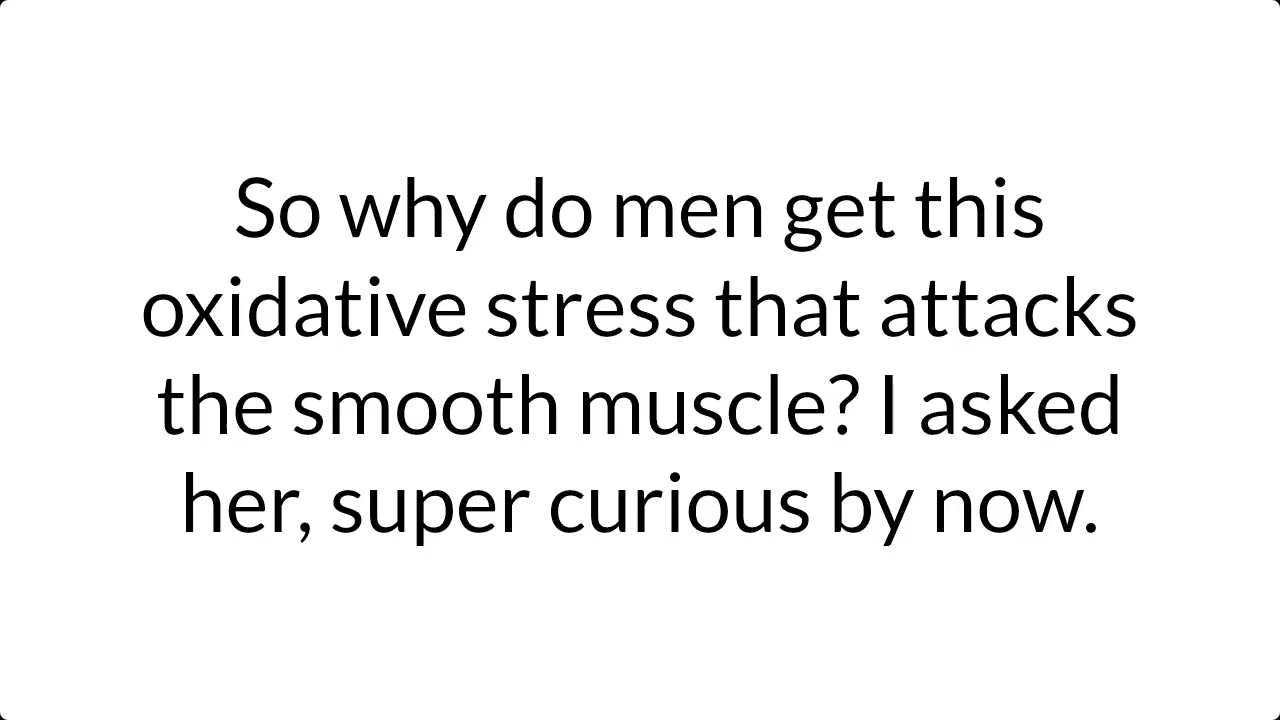 So why do men get this
oxidative stress that attacks
the smooth muscle? I asked
her, super curious by now.